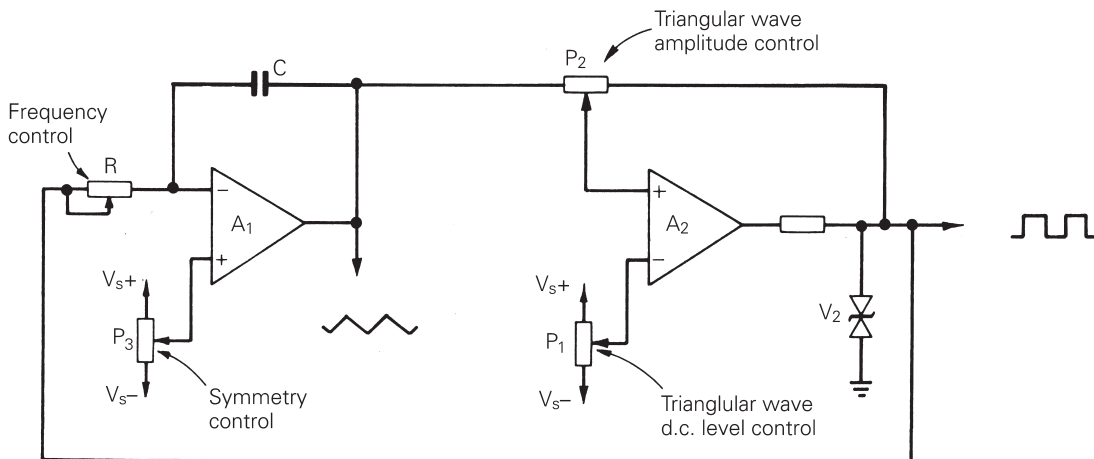 Triangular wave
amplitude control
P2
C
Frequency
control
R
−
A1
+
+
A2
−
Vs+
P3
Vs−
Symmetry
control
Vs+
P1
Vs−
Trianglular wave
d.c. level control
V2